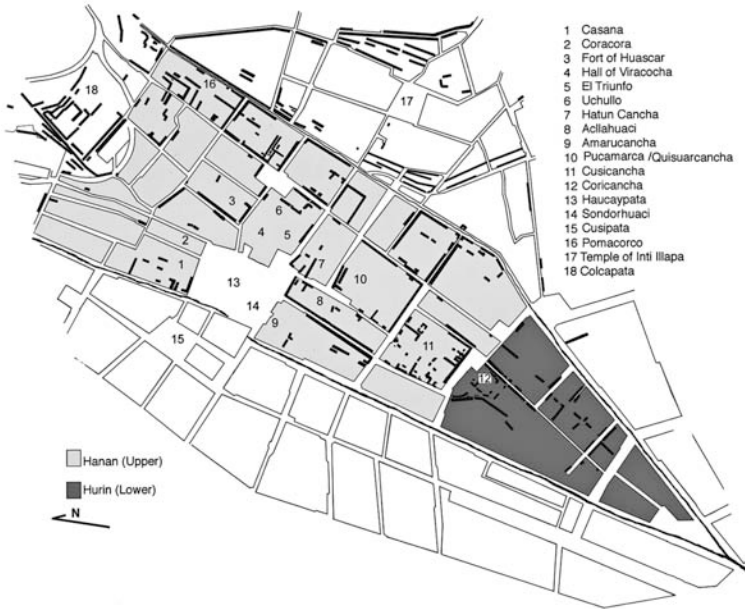 1 Casana
2 Coracora
3 Fort of Huascar
4 Hall of Viracocha
5 El Triunfo
6 Uchullo
7 Hatun Cancha
8 Acllahuaci
9 Amarucancha
10 Pucamarca /Quisuarcancha
11 Cusicancha
12 Coricancha
13 Haucaypata
14 Sondorhuaci
15 Cusipata
16 Pomacorco
17 Temple of Inti Illapa
18 Colcapata
16
18
17
3
6
4
5
2
1
13
7
10
14
8
9
11
15
12
Hanan (Upper)
Hurin (Lower)
N